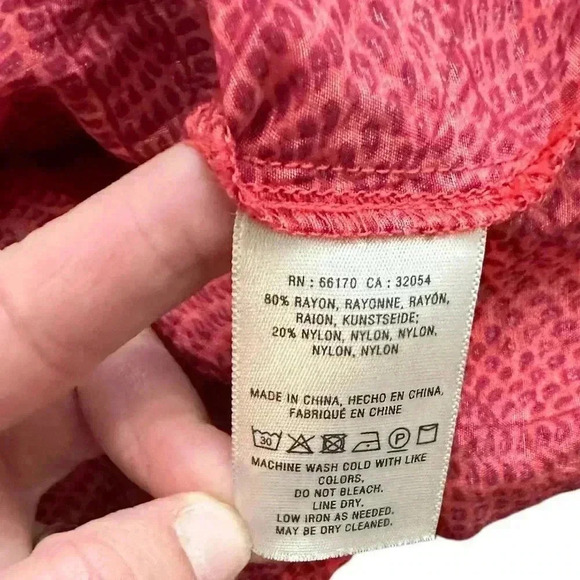 RN : 66170 CA : 32054
80% RAYON, RAYONNE, RAYÓN,
RAION, KUNSTSEIDE;
20% NYLON, NYLON, NYLON,
NYLON, NYLON
MADE IN CHINA, HECHO EN CHINA,
FABRIQUÉ EN CHINE
30 P
MACHINE WASH COLD WITH LIKE
COLORS.
DO NOT BLEACH.
LINE DRY.
LOW IRON AS NEEDED.
MAY BE DRY CLEANED.